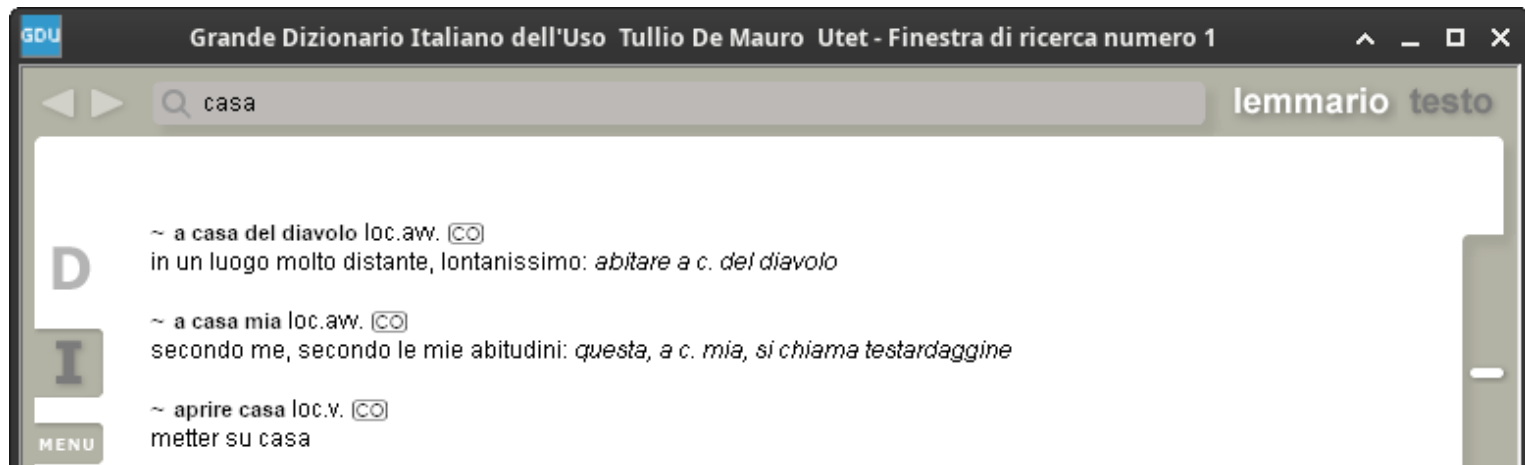 GDU Grande Dizionario Italiano dell'Uso Tullio De Mauro Utet - Finestra di ricerca numero 1
casa lemmario testo
~ a casa del diavolo loc.avv. CO
D
in un luogo molto distante, lontanissimo: abitare a c. del diavolo
~ a casa mia loc.avv. CO
I
secondo me, secondo le mie abitudini: questa, a c. mia, si chiama testardaggine
~ aprire casa loc.v. CO
MENU
metter su casa